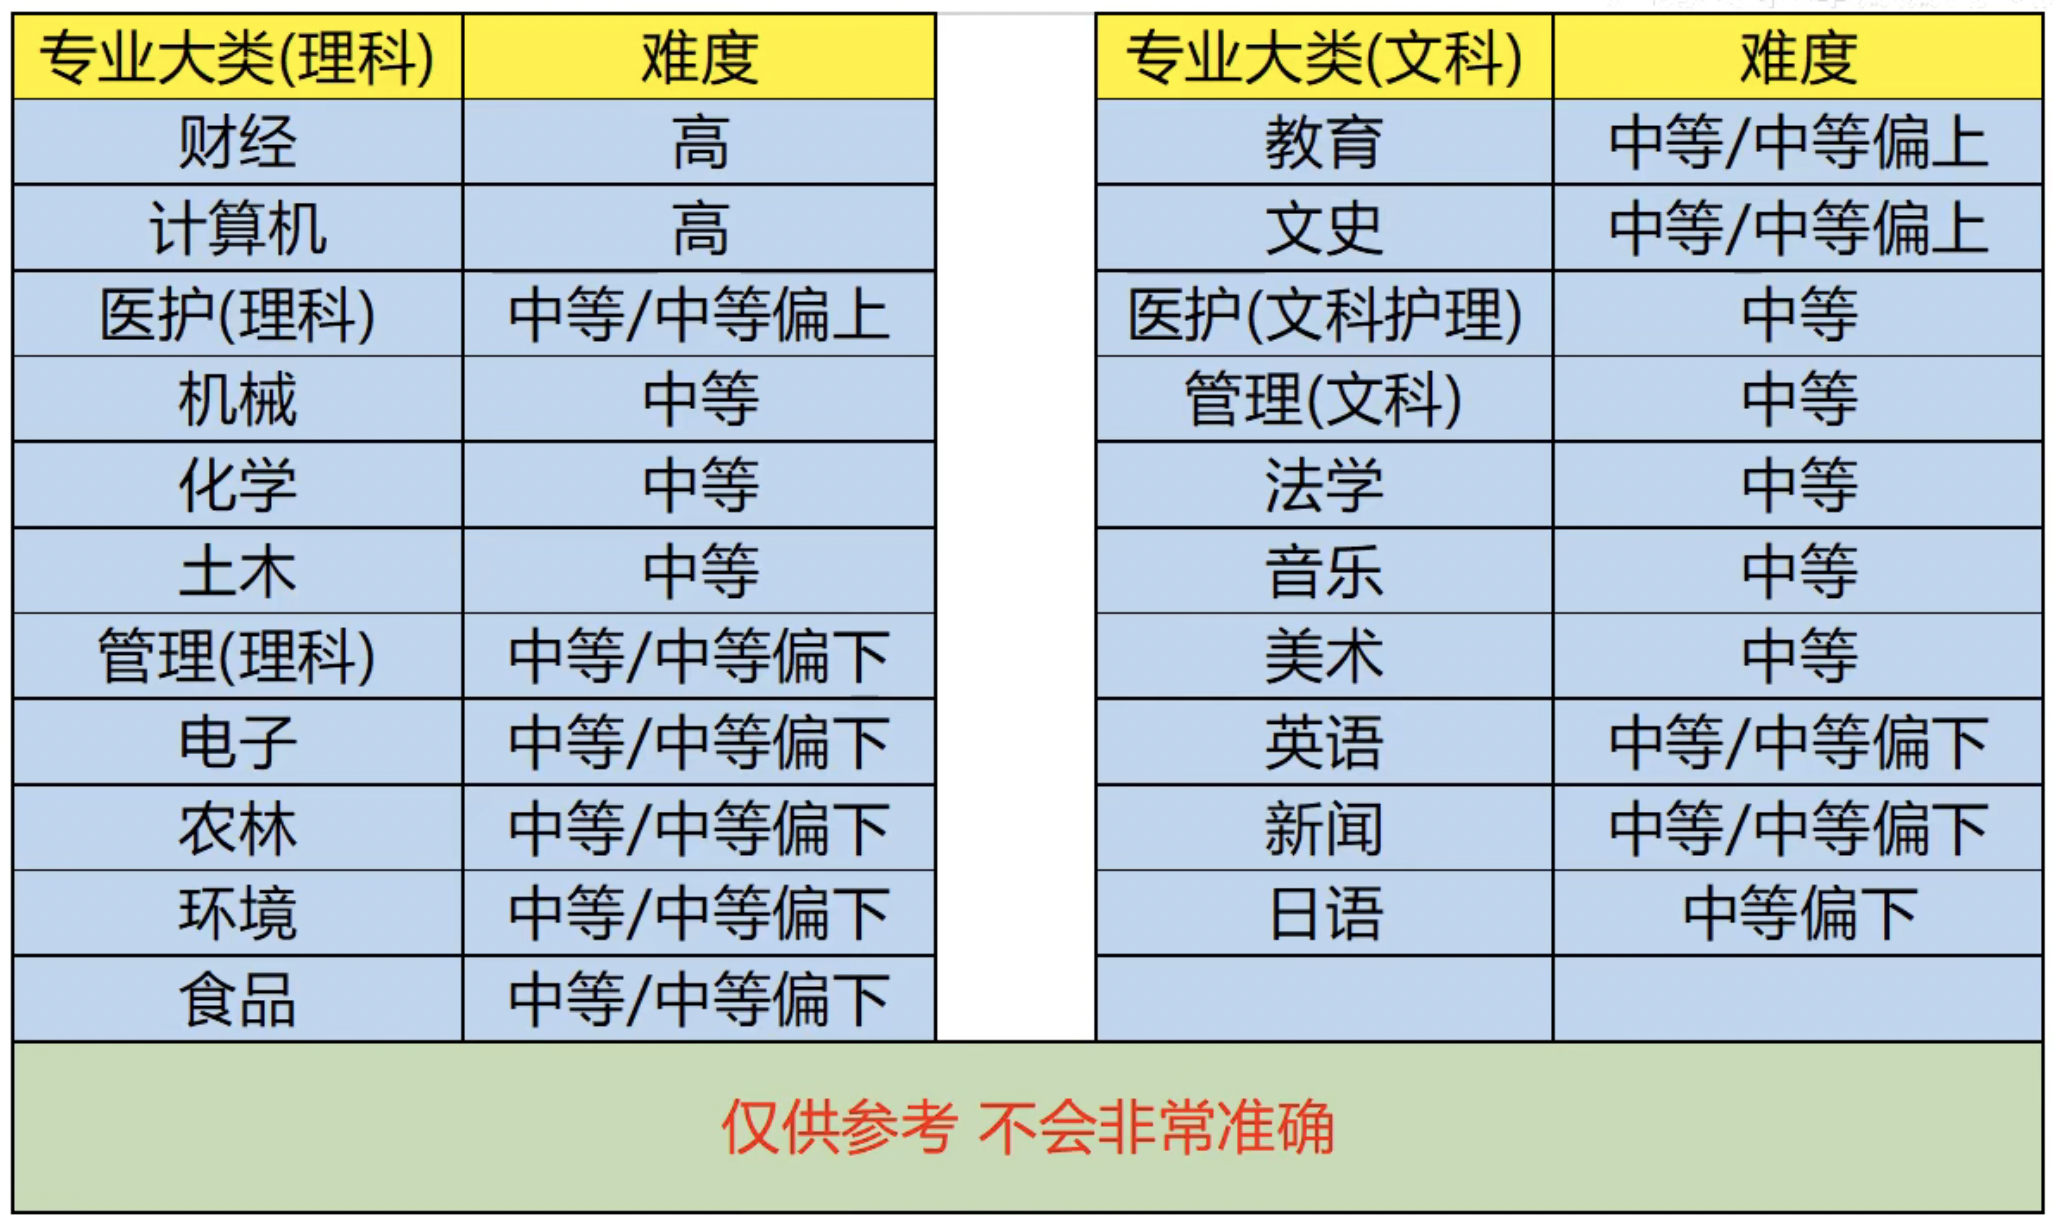 专业大类(理科) 难度 专业大类(文科) 难度
财经 高 教育 中等/中等偏上
计算机 高 文史 中等/中等偏上
医护(理科) 中等/中等偏上 医护(文科护理) 中等
机械 中等 管理(文科) 中等
化学 中等 法学 中等
土木 中等 音乐 中等
管理(理科) 中等/中等偏下 美术 中等
电子 中等/中等偏下 英语 中等/中等偏下
农林 中等/中等偏下 新闻 中等/中等偏下
环境 中等/中等偏下 日语 中等偏下
食品 中等/中等偏下
仅供参考 不会非常准确